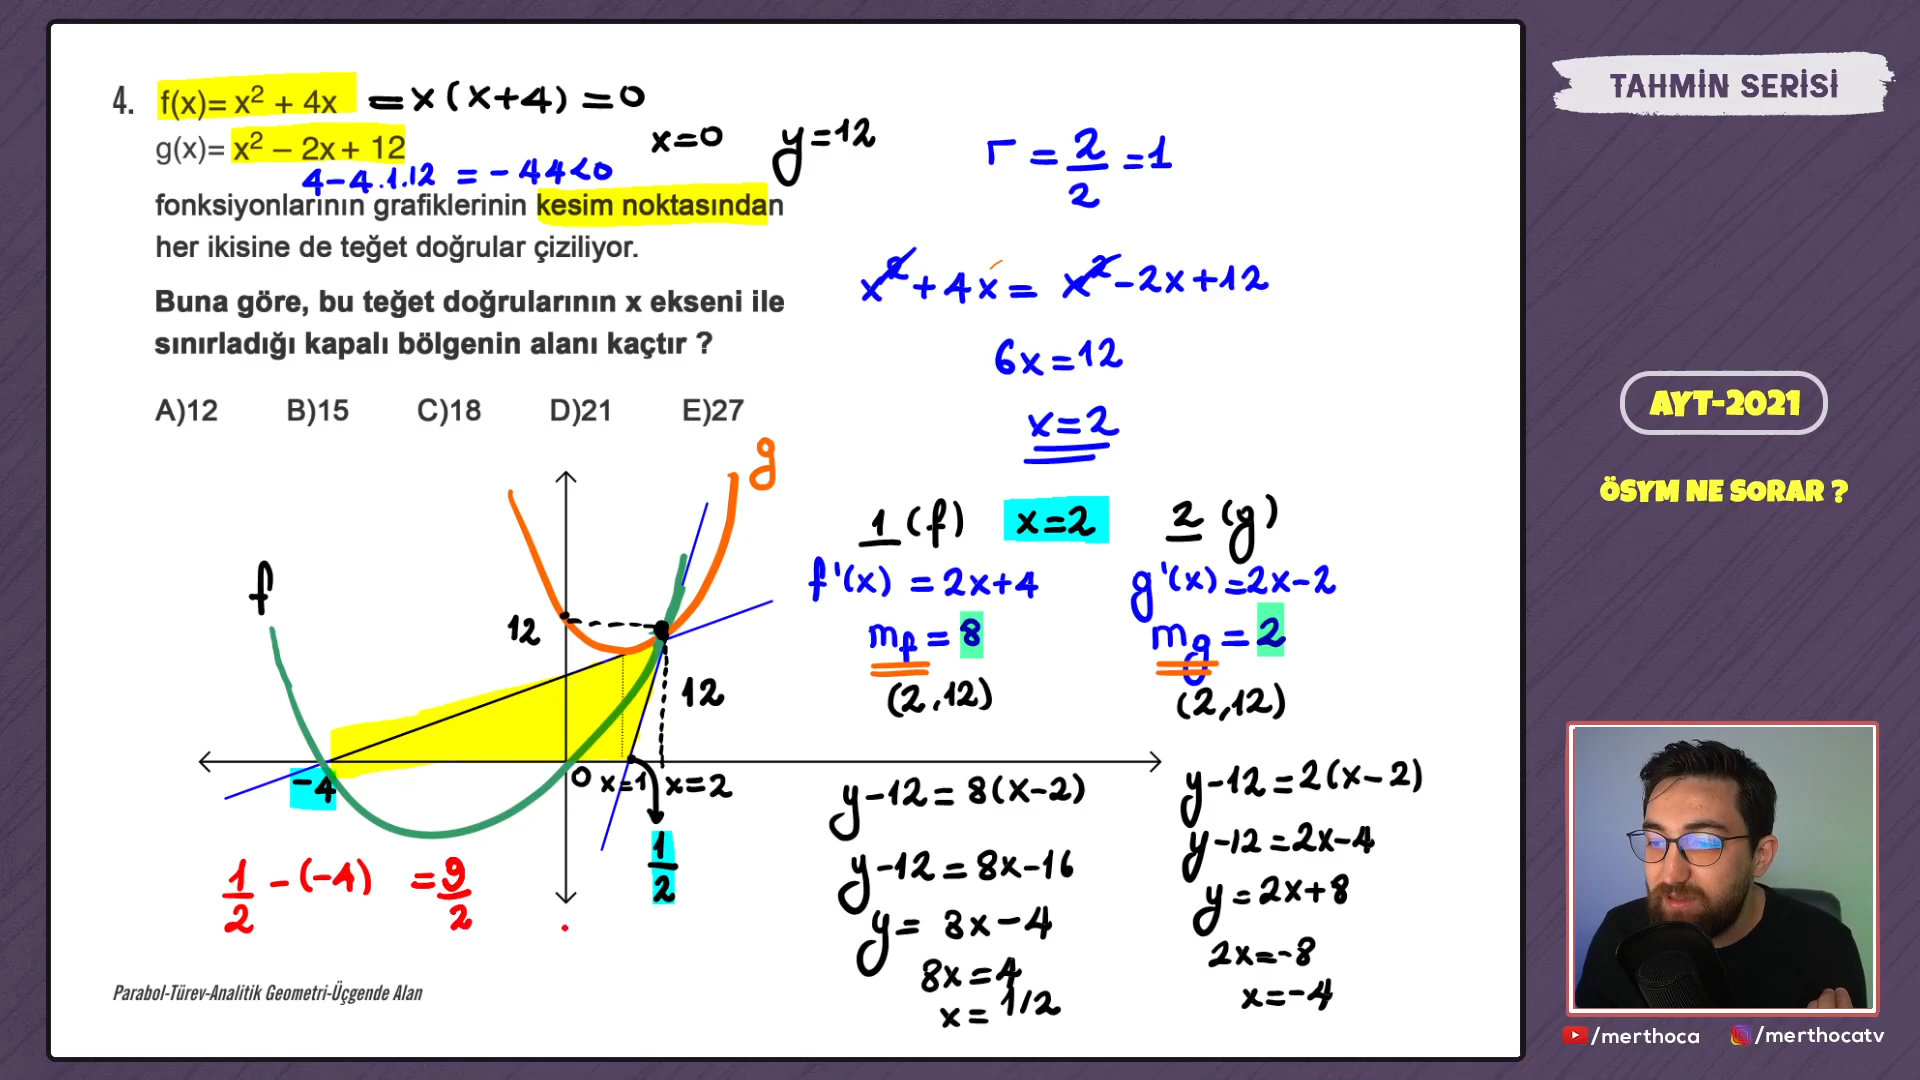 TAHMİN SERİSİ
4. f(x)= x² + 4x = x(x+4) = 0
g(x)= x² – 2x + 12
x=0 y=12
4-4.1.12 = -44<0
fonksiyonlarının grafiklerinin kesim noktasından
her ikisine de teğet doğrular çiziliyor.
Buna göre, bu teğet doğrularının x ekseni ile
sınırladığı kapalı bölgenin alanı kaçtır ?
A)12 B)15 C)18 D)21 E)27
r = 2/2 = 1
x²+4x = x²-2x+12
6x=12
x=2
1 (f) x=2 2 (g)
f'(x) = 2x+4
mf = 8
(2,12)
y-12=8(x-2)
y-12=8x-16
y= 8x-4
8x=4
x= 1/2
g'(x)=2x-2
mg = 2
(2,12)
y-12=2(x-2)
y-12=2x-4
y=2x+8
2x=-8
x=-4
g
f
12
12
-4
0 x=1 x=2
1/2
1/2 - (-4) = 9/2
Parabol-Türev-Analitik Geometri-Üçgende Alan
AYT-2021
ÖSYM NE SORAR ?
/merthoca /merthocatv